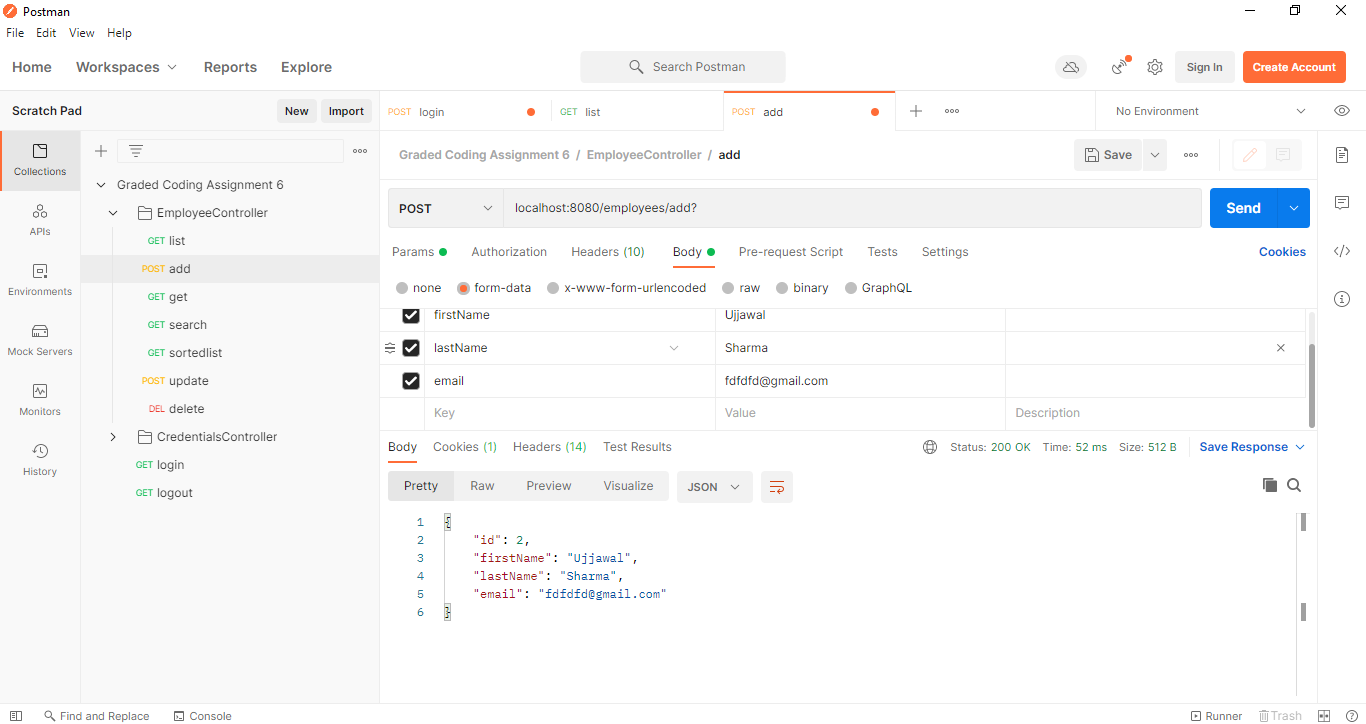 Postman
File Edit View Help
Home Workspaces Reports Explore Search Postman Sign In Create Account
Scratch Pad New Import POST login GET list POST add No Environment
Graded Coding Assignment 6 / EmployeeController / add Save
Collections
APIs
Environments
Mock Servers
Monitors
History
Graded Coding Assignment 6
EmployeeController
GET list
POST add
GET get
GET search
GET sortedlist
POST update
DEL delete
CredentialsController
GET login
GET logout
POST localhost:8080/employees/add? Send
Params Authorization Headers (10) Body Pre-request Script Tests Settings Cookies
none form-data x-www-form-urlencoded raw binary GraphQL
firstName Ujjawal
lastName Sharma
email fdfdfd@gmail.com
Key Value Description
Body Cookies (1) Headers (14) Test Results Status: 200 OK Time: 52 ms Size: 512 B Save Response
Pretty Raw Preview Visualize JSON
1 {
2 "id": 2,
3 "firstName": "Ujjawal",
4 "lastName": "Sharma",
5 "email": "fdfdfd@gmail.com"
6 }
Find and Replace Console Runner Trash